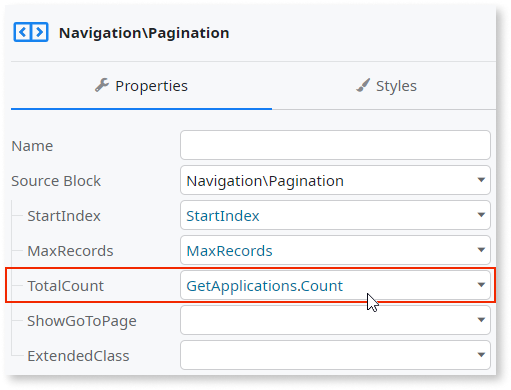 Navigation\Pagination
Properties
Styles
Name
Source Block Navigation\Pagination
StartIndex StartIndex
MaxRecords MaxRecords
TotalCount GetApplications.Count
ShowGoToPage
ExtendedClass